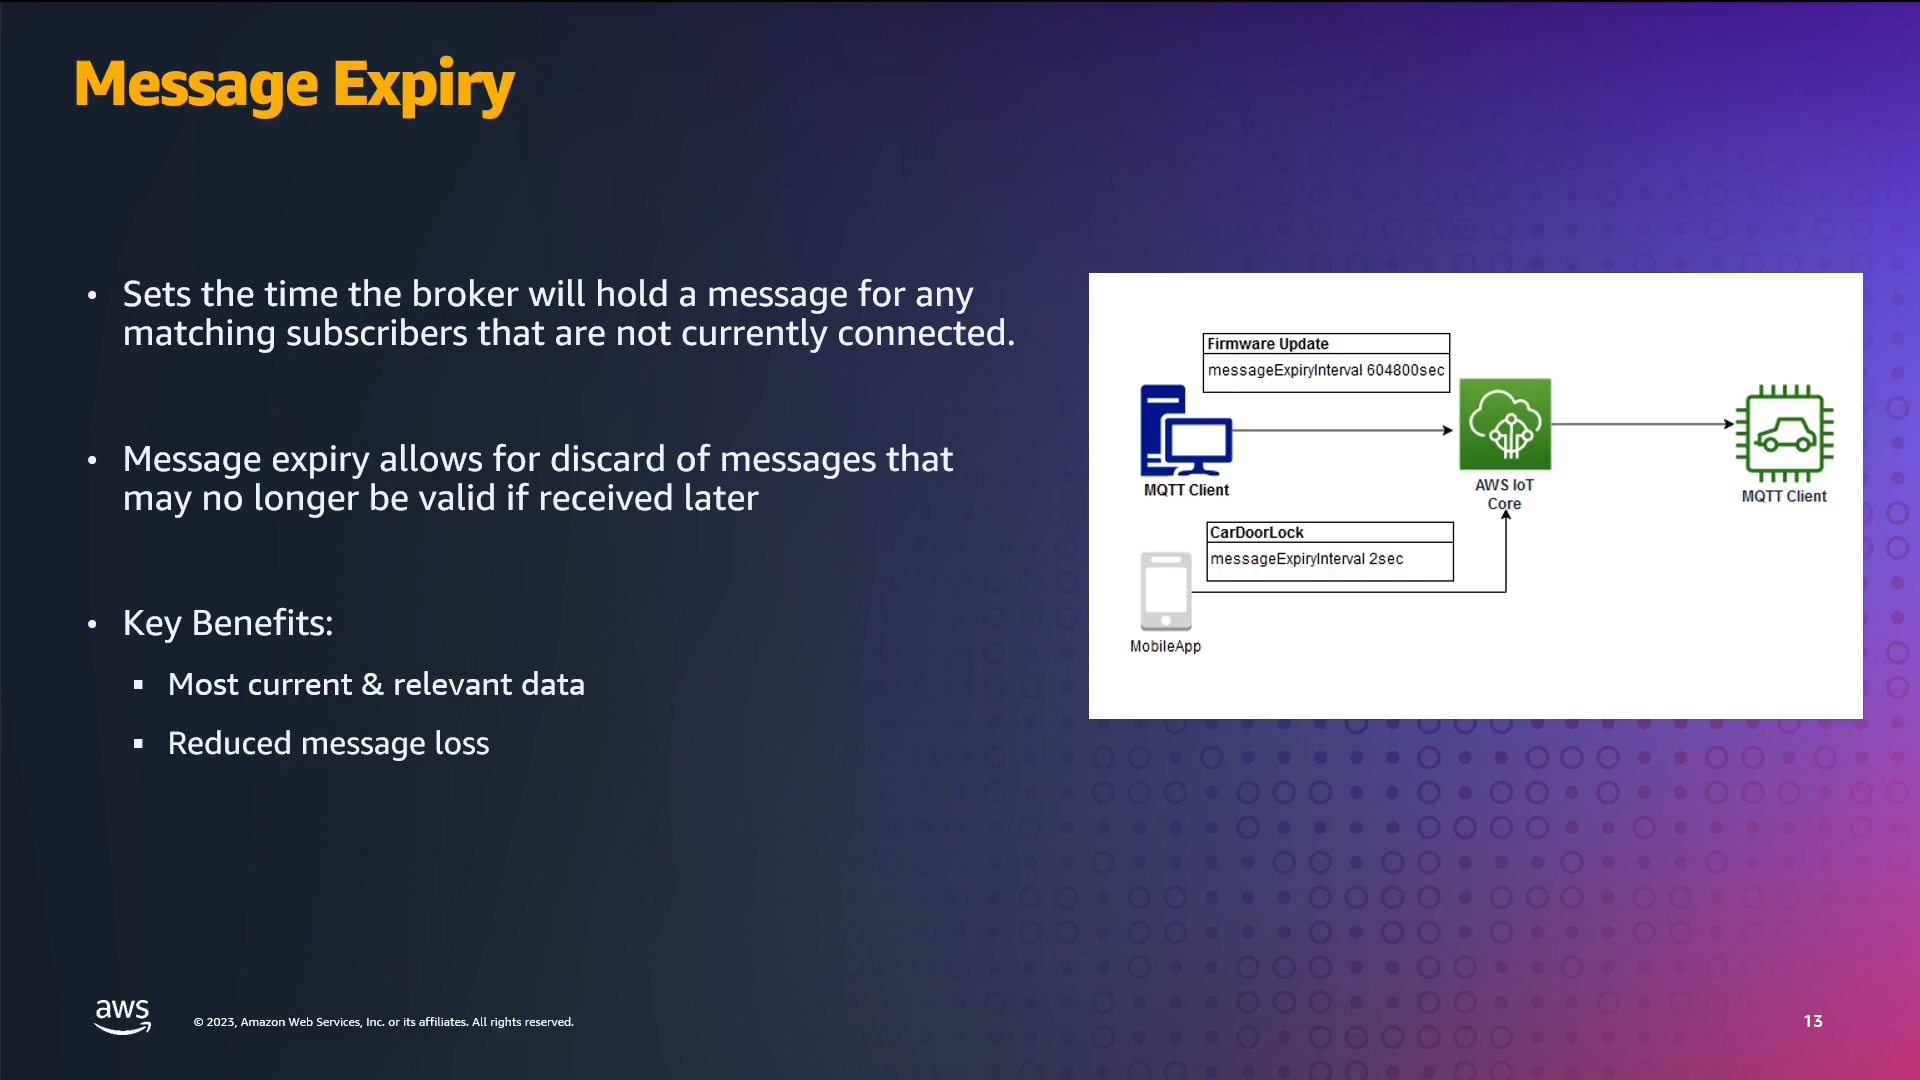 Message Expiry
• Sets the time the broker will hold a message for any
matching subscribers that are not currently connected.
• Message expiry allows for discard of messages that
may no longer be valid if received later
• Key Benefits:
▪ Most current & relevant data
▪ Reduced message loss
Firmware Update
messageExpiryInterval 604800sec
MQTT Client
AWS IoT
Core
MQTT Client
CarDoorLock
messageExpiryInterval 2sec
MobileApp
aws
© 2023, Amazon Web Services, Inc. or its affiliates. All rights reserved.
13